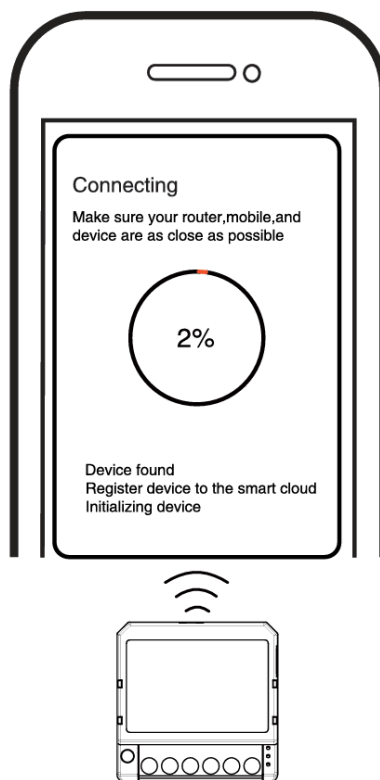 Connecting
Make sure your router,mobile,and
device are as close as possible
2%
Device found
Register device to the smart cloud
Initializing device